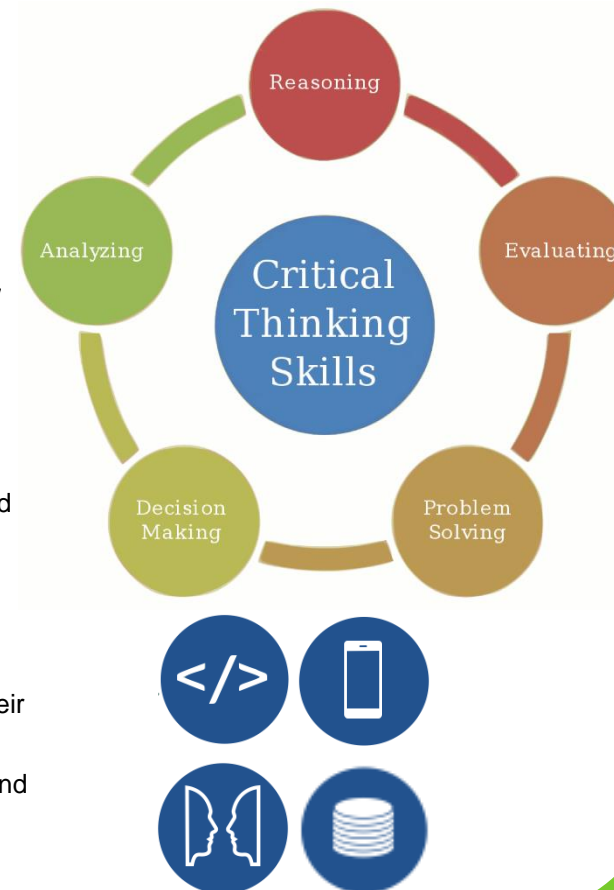 Reasoning
Analyzing
Evaluating
Critical
Thinking
Skills
Decision
Making
Problem
Solving
</>